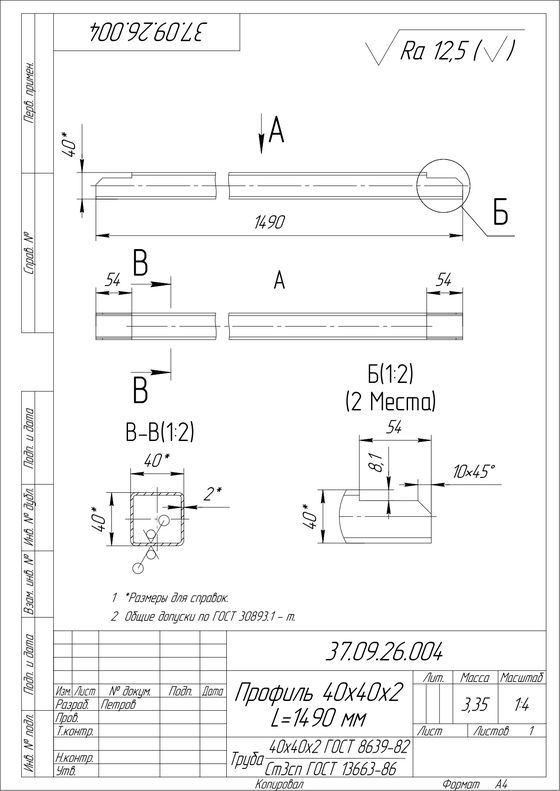 37.09.26.004
Ra 12,5 (√)
Перв. примен.
Справ. №
Подп. и дата
Инв. № дубл.
Взам. инв. №
Подп. и дата
Инв. № подл.
А
40*
1490
Б
В
А
54
54
В
Б(1:2)
(2 Места)
54
8,1
10×45°
40*
В-В(1:2)
40*
2*
40*
1 *Размеры для справок.
2 Общие допуски по ГОСТ 30893.1 - m.
37.09.26.004
Изм. Лист № докум. Подп. Дата
Разраб. Петров
Пров.
Т.контр.
Н.контр.
Утв.
Профиль 40х40х2
L=1490 мм
Лит. Масса Масштаб
3,35 1:4
Лист Листов 1
Труба 40х40х2 ГОСТ 8639-82
Ст3сп ГОСТ 13663-86
Копировал Формат А4